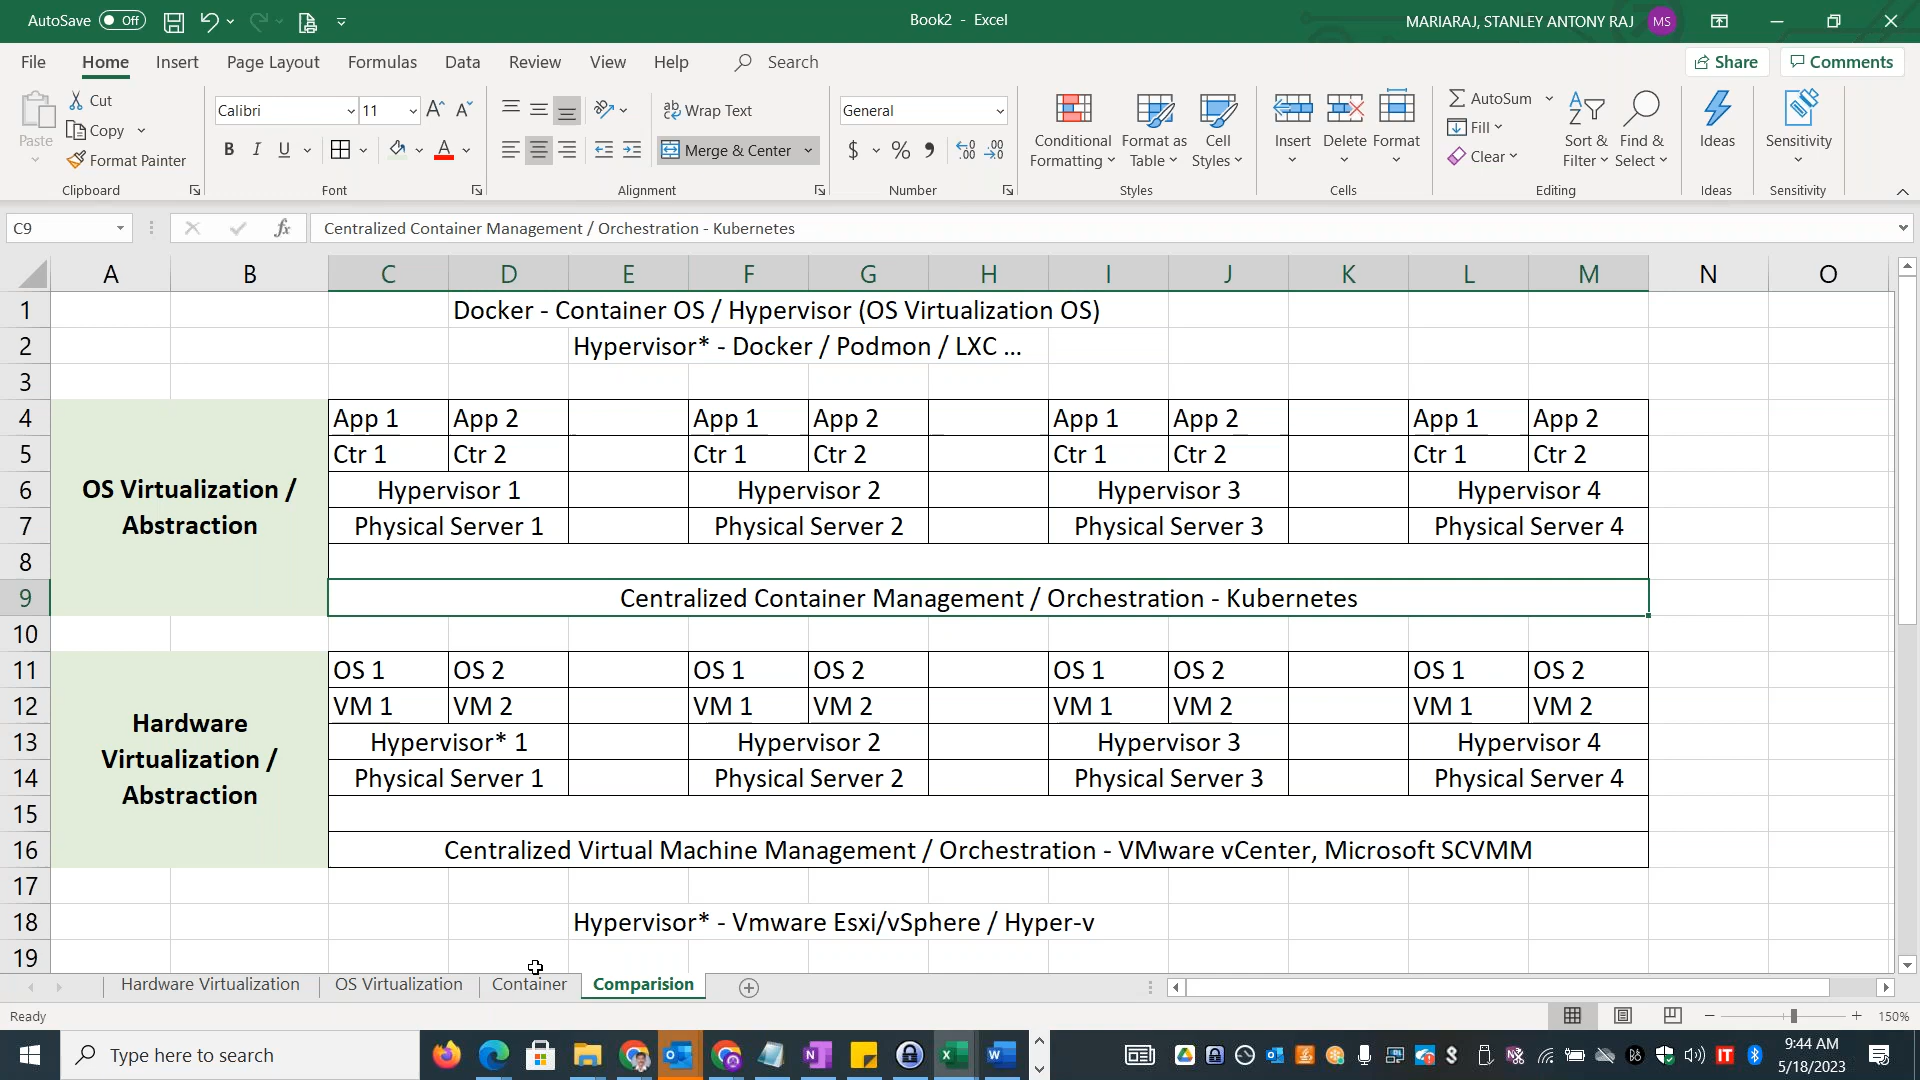 AutoSave Off Book2 - Excel MARIARAJ, STANLEY ANTONY RAJ MS
File Home Insert Page Layout Formulas Data Review View Help Search Share Comments
Paste Cut Copy Format Painter Clipboard
Calibri 11 A A B I U A Font
ab Wrap Text Merge & Center Alignment
General $ % Number
Conditional Formatting Format as Table Cell Styles Styles
Insert Delete Format Cells
AutoSum Fill Clear Sort & Filter Find & Select Editing
Ideas Ideas
Sensitivity Sensitivity
C9 fx Centralized Container Management / Orchestration - Kubernetes
A B C D E F G H I J K L M N O
1 Docker - Container OS / Hypervisor (OS Virtualization OS)
2 Hypervisor* - Docker / Podmon / LXC ...
3
OS Virtualization /
Abstraction
4 App 1 App 2 App 1 App 2 App 1 App 2 App 1 App 2
5 Ctr 1 Ctr 2 Ctr 1 Ctr 2 Ctr 1 Ctr 2 Ctr 1 Ctr 2
6 Hypervisor 1 Hypervisor 2 Hypervisor 3 Hypervisor 4
7 Physical Server 1 Physical Server 2 Physical Server 3 Physical Server 4
8
9 Centralized Container Management / Orchestration - Kubernetes
10
Hardware
Virtualization /
Abstraction
11 OS 1 OS 2 OS 1 OS 2 OS 1 OS 2 OS 1 OS 2
12 VM 1 VM 2 VM 1 VM 2 VM 1 VM 2 VM 1 VM 2
13 Hypervisor* 1 Hypervisor 2 Hypervisor 3 Hypervisor 4
14 Physical Server 1 Physical Server 2 Physical Server 3 Physical Server 4
15
16 Centralized Virtual Machine Management / Orchestration - VMware vCenter, Microsoft SCVMM
17
18 Hypervisor* - Vmware Esxi/vSphere / Hyper-v
19
Hardware Virtualization OS Virtualization Container Comparision
Ready 150%
Type here to search 9:44 AM
5/18/2023